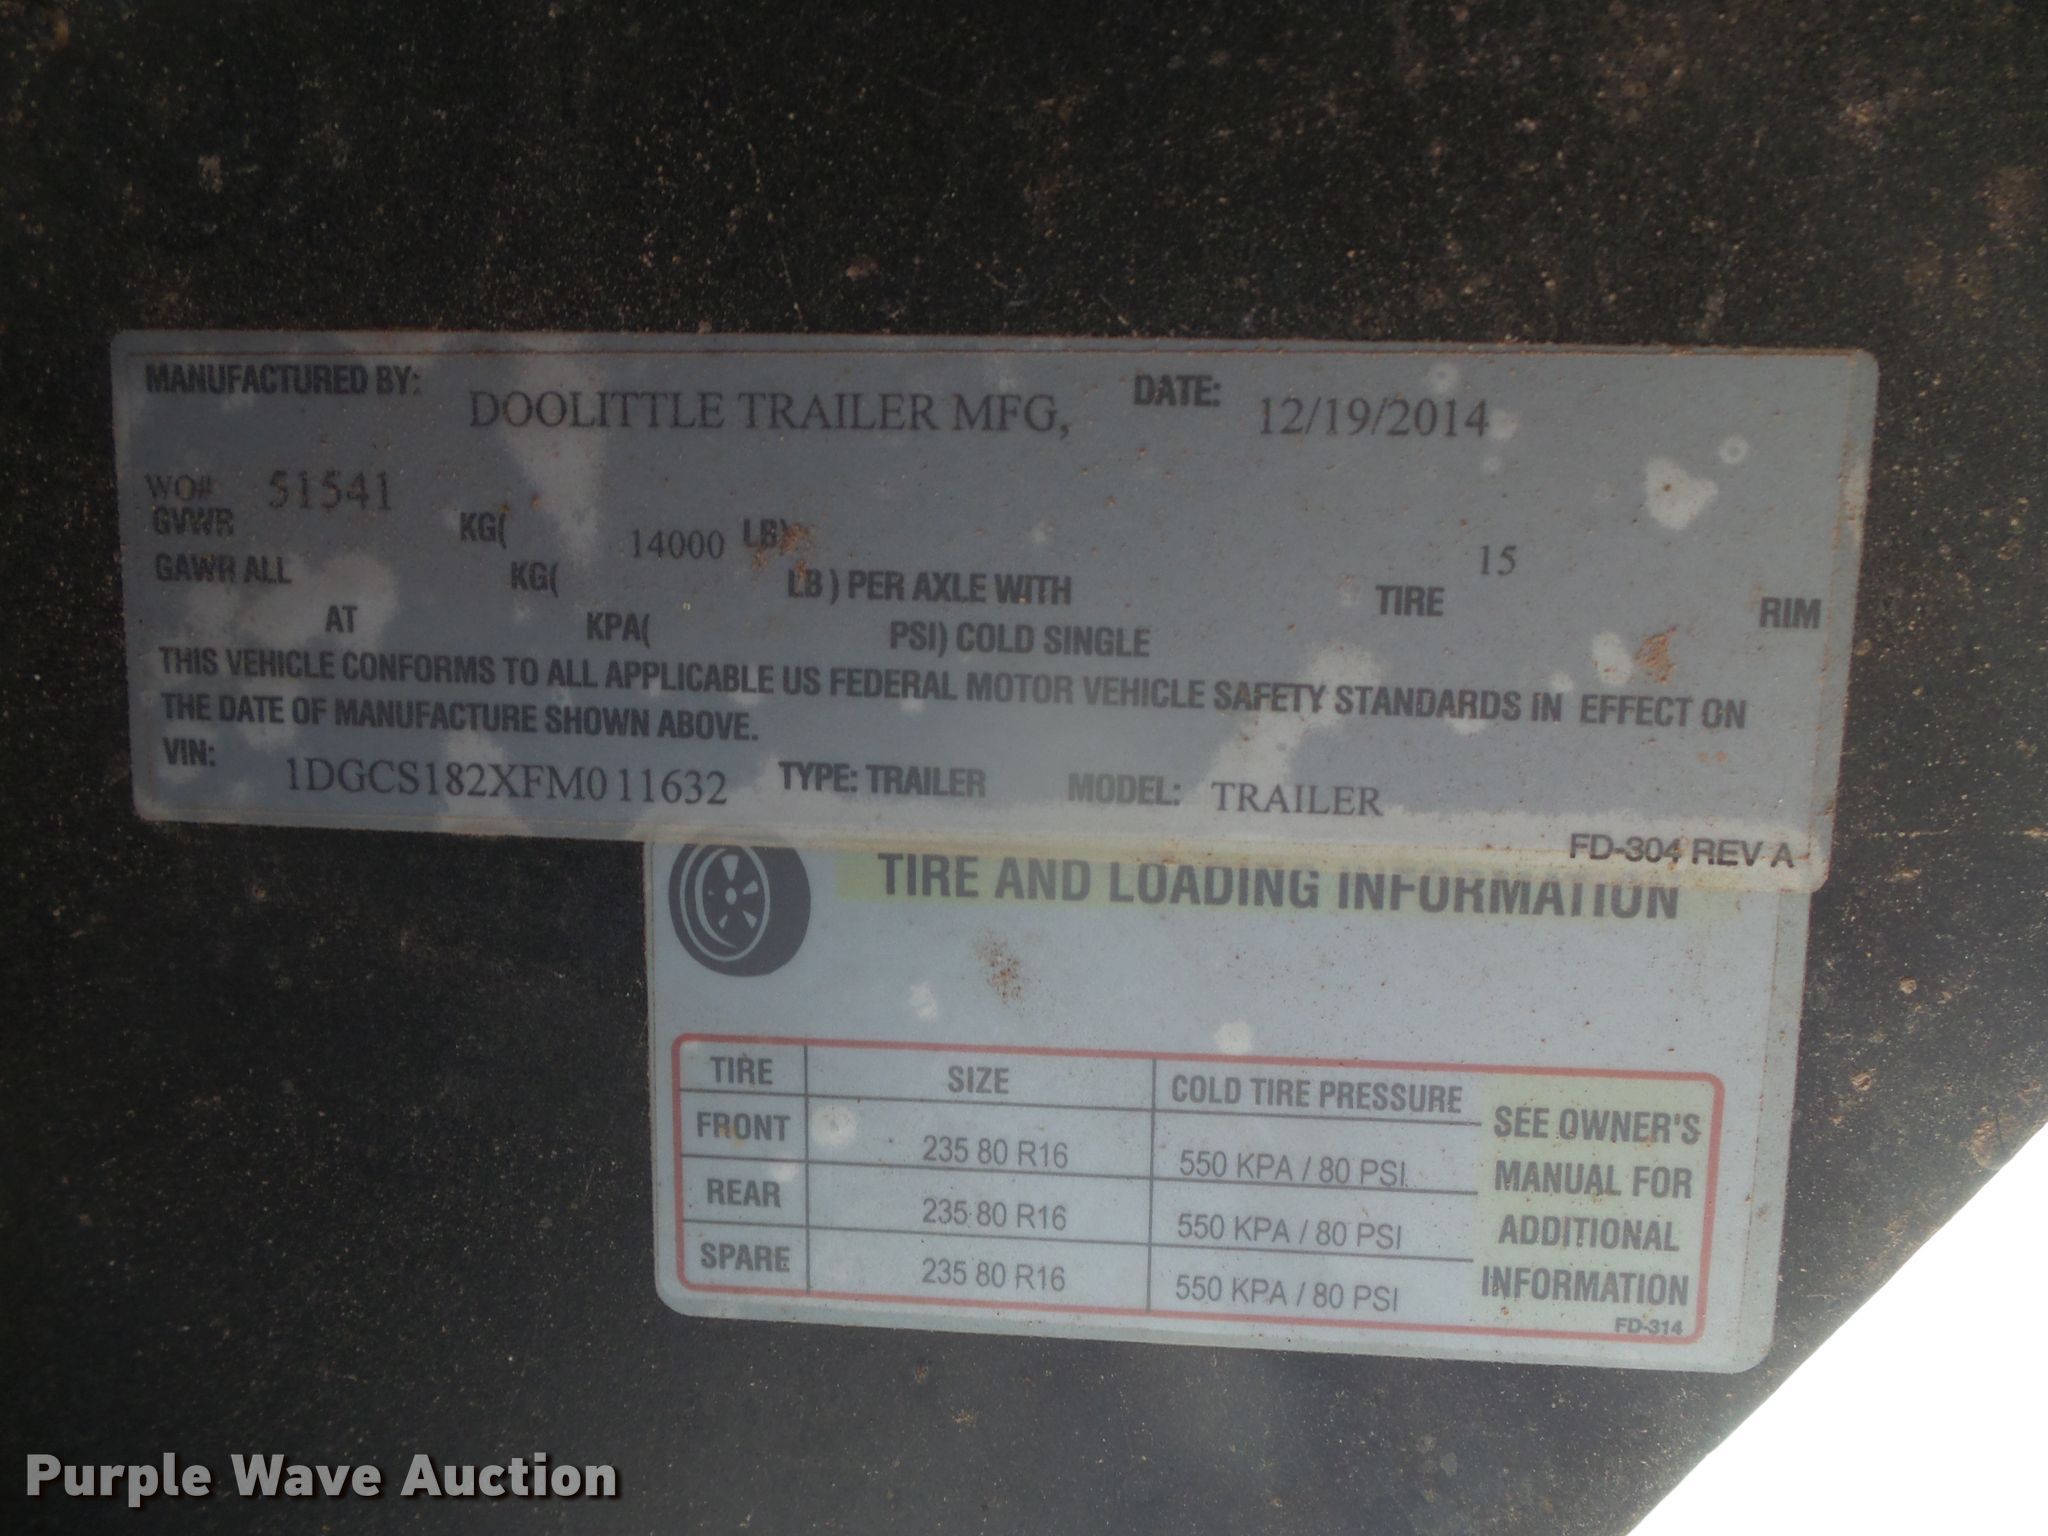 MANUFACTURED BY: DOOLITTLE TRAILER MFG, DATE: 12/19/2014
WO# 51541
GVWR KG( 14000 LB) 15
GAWR ALL KG( LB ) PER AXLE WITH TIRE RIM
AT KPA( PSI) COLD SINGLE
THIS VEHICLE CONFORMS TO ALL APPLICABLE US FEDERAL MOTOR VEHICLE SAFETY STANDARDS IN EFFECT ON
THE DATE OF MANUFACTURE SHOWN ABOVE.
VIN: 1DGCS182XFM011632 TYPE: TRAILER MODEL: TRAILER
FD-304 REV A
TIRE AND LOADING INFORMATION
TIRE SIZE COLD TIRE PRESSURE
FRONT 235 80 R16 550 KPA / 80 PSI
REAR 235 80 R16 550 KPA / 80 PSI
SPARE 235 80 R16 550 KPA / 80 PSI
SEE OWNER'S
MANUAL FOR
ADDITIONAL
INFORMATION
FD-314
Purple Wave Auction